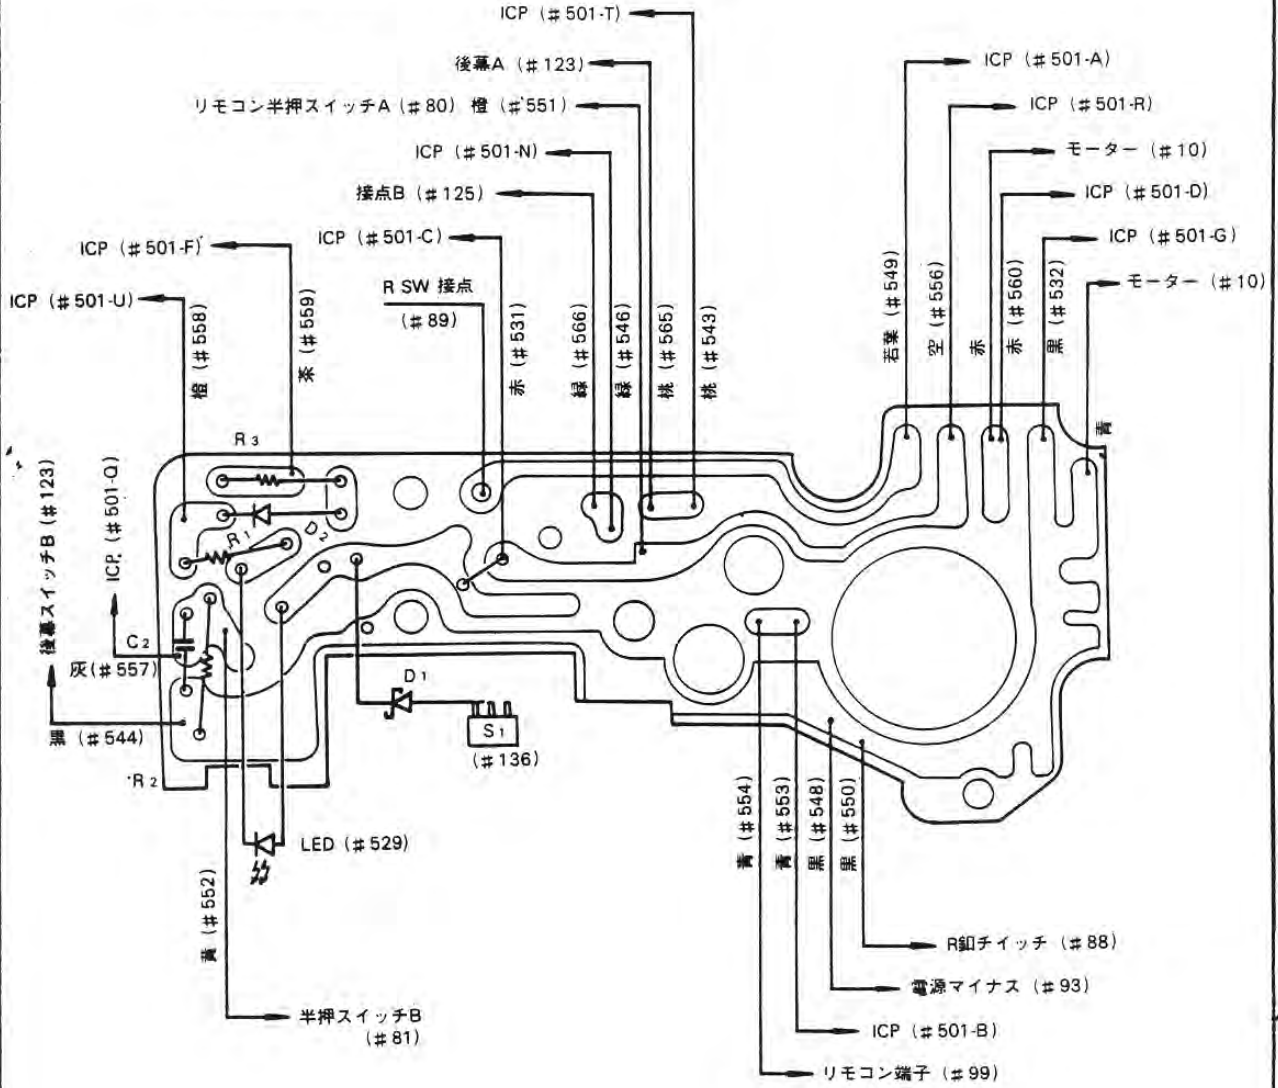 ICP (#501-T)
後幕A (#123)
リモコン半押スイッチA (#80) 橙 (#551)
ICP (#501-N)
接点B (#125)
ICP (#501-C)
ICP (#501-F)
R SW 接点
(#89)
ICP (#501-U)
ICP (#501-A)
ICP (#501-R)
モーター (#10)
ICP (#501-D)
ICP (#501-G)
モーター (#10)
橙 (#558)
茶 (#559)
赤 (#531)
緑 (#566)
緑 (#546)
桃 (#565)
桃 (#543)
若葉 (#549)
空 (#556)
赤
赤 (#560)
黒 (#532)
青
R3
R1
D2
後幕スイッチB (#123)
ICP (#501-Q)
C2
灰(#557)
黒 (#544)
R2
D1
S1
(#136)
LED (#529)
黄 (#552)
半押スイッチB
(#81)
青 (#554)
青 (#553)
黒 (#548)
黒 (#550)
R釦チイッチ (#88)
電源マイナス (#93)
ICP (#501-B)
リモコン端子 (#99)